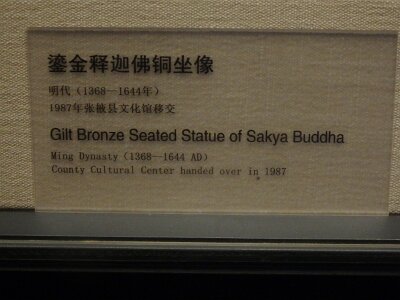 鎏金释迦佛铜坐像
明代（1368—1644年）
1987年张掖县文化馆移交
Gilt Bronze Seated Statue of Sakya Buddha
Ming Dynasty（1368—1644 AD）
County Cultural Center handed over in 1987